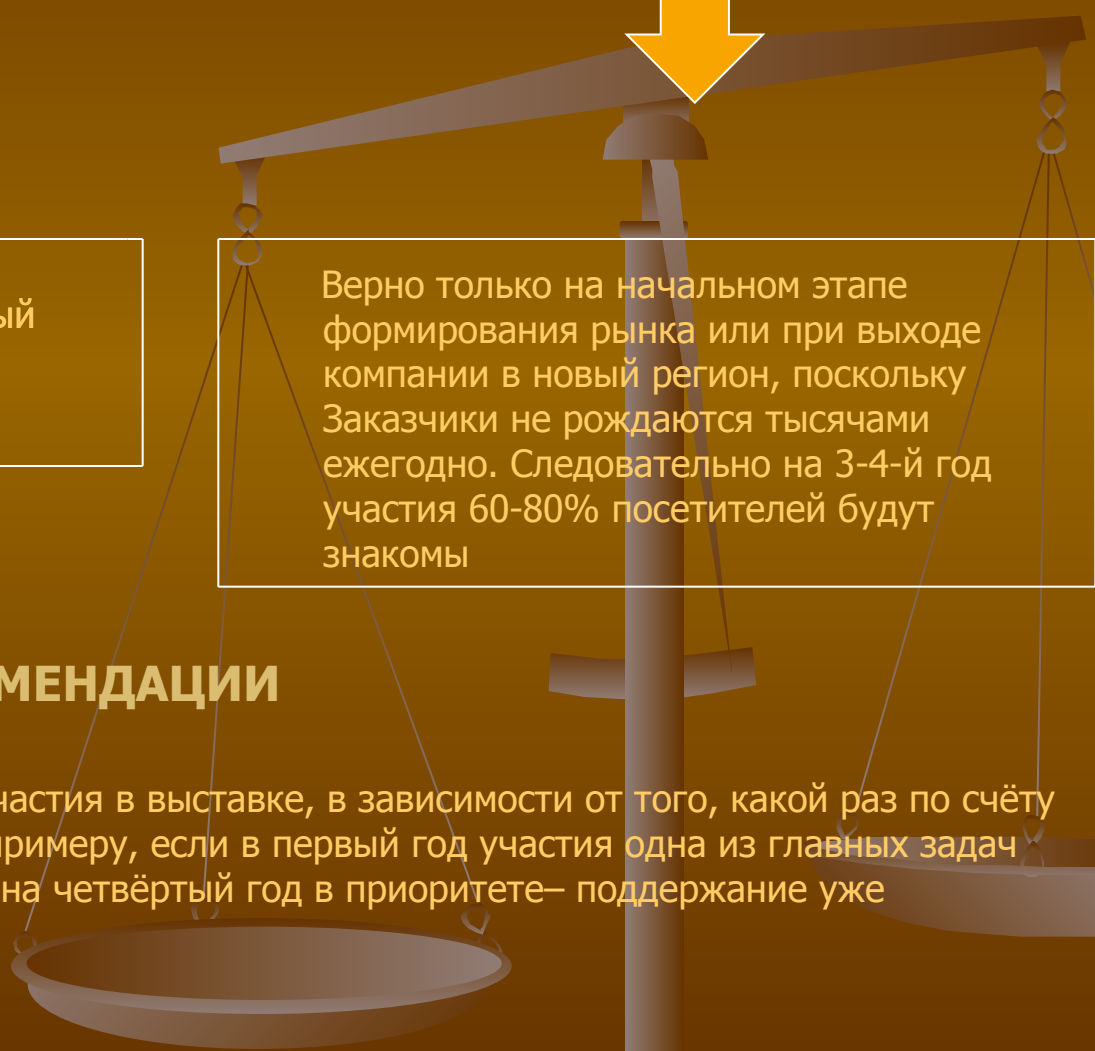 ый
Верно только на начальном этапе
формирования рынка или при выходе
компании в новый регион, поскольку
Заказчики не рождаются тысячами
ежегодно. Следовательно на 3-4-й год
участия 60-80% посетителей будут
знакомы
МЕНДАЦИИ
частия в выставке, в зависимости от того, какой раз по счёту
примеру, если в первый год участия одна из главных задач
на четвёртый год в приоритете– поддержание уже